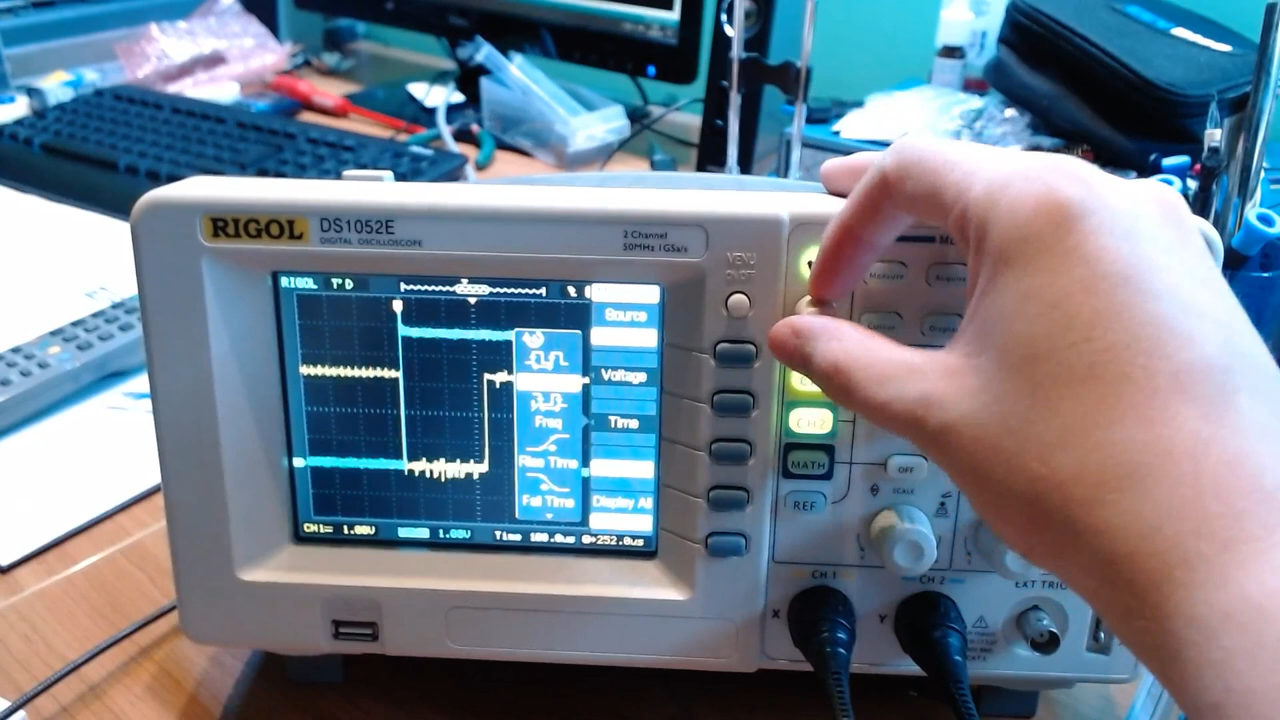 RIGOL DS1052E
DIGITAL OSCILLOSCOPE
2 Channel
50MHz 1GSa/s
MENU
ON/OFF
RIGOL T'D
Source
Voltage
Time
Freq
Rise Time
Fall Time
Display All
CH1 1.00V
1.00V
Time 100.0us +252.0us
Measure
Acquire
Cursor
Display
CH2
MATH
REF
OFF
SCALE
CH 1
CH 2
EXT TRIG
X
Y